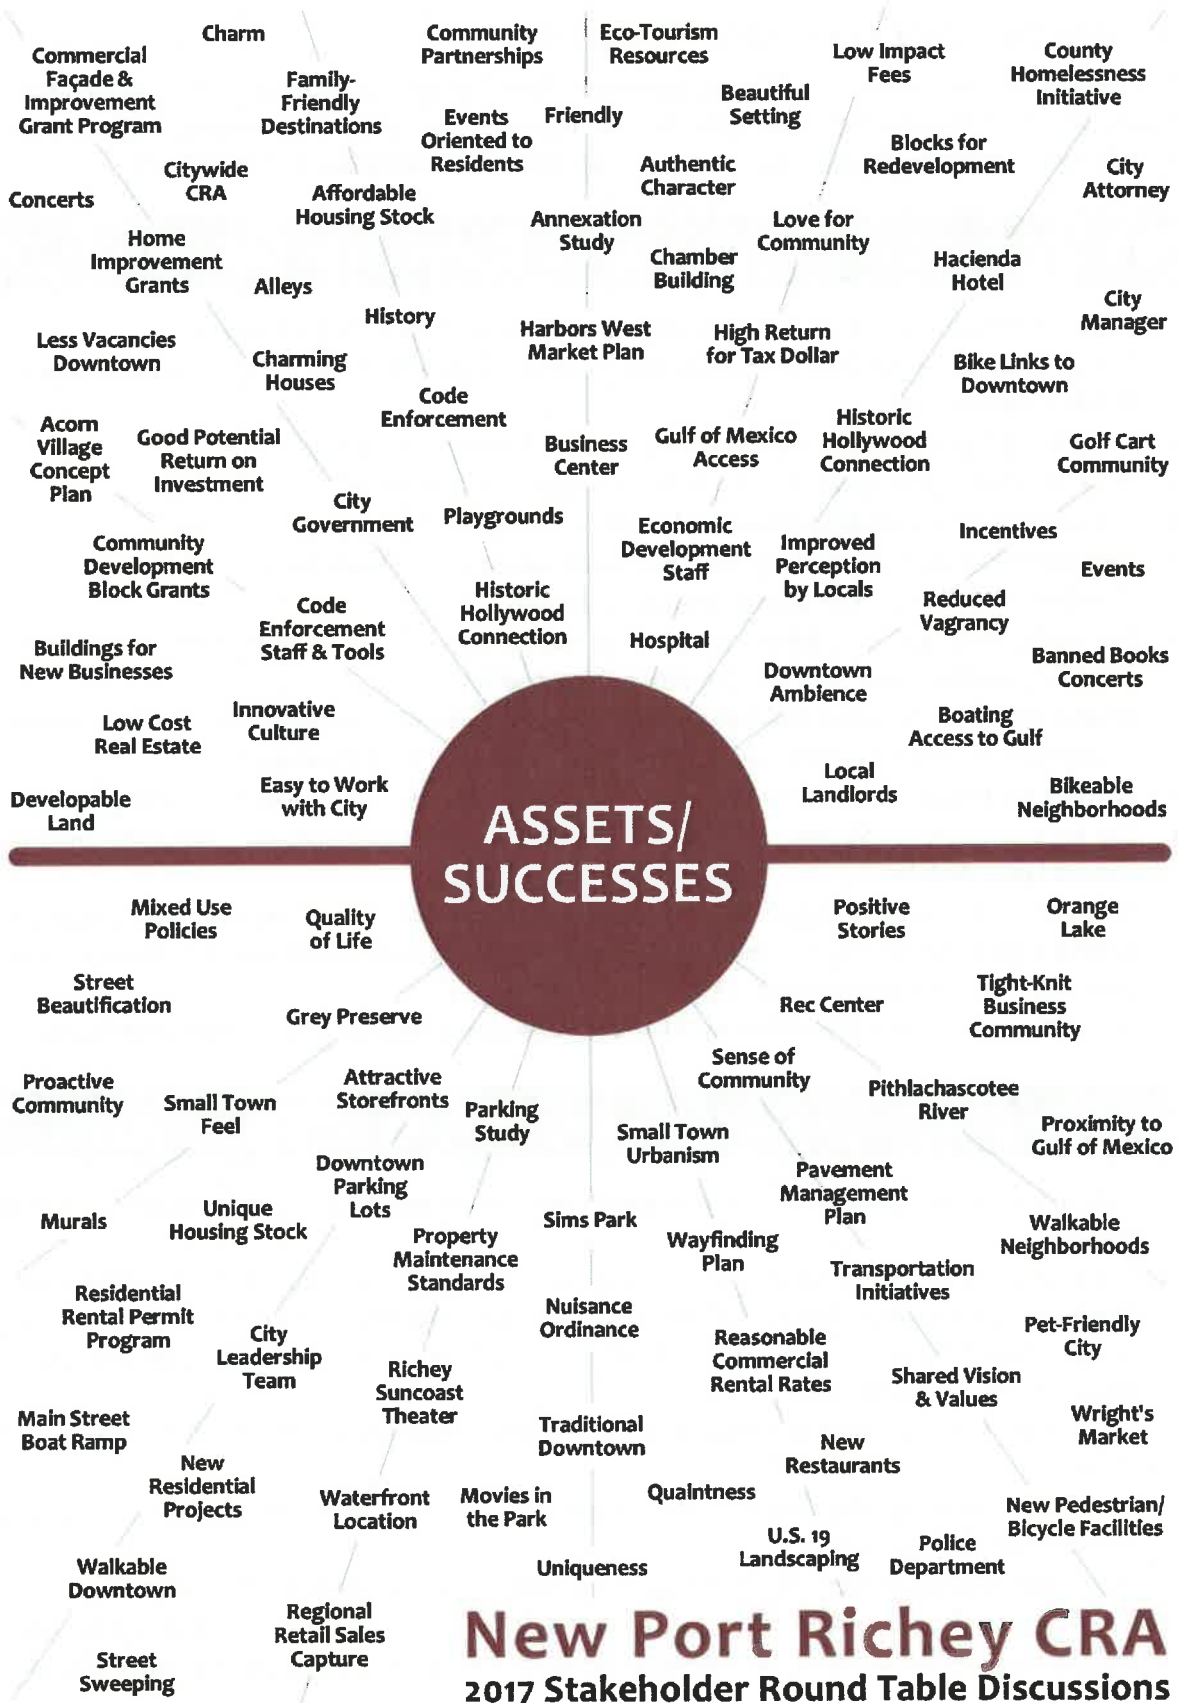 Charm
Commercial
Façade &
Improvement
Grant Program
Family-
Friendly
Destinations
Community
Partnerships
Eco-Tourism
Resources
Low Impact
Fees
County
Homelessness
Initiative
Events
Oriented to
Residents
Friendly
Beautiful
Setting
Blocks for
Redevelopment
City
Attorney
Concerts
Citywide
CRA
Affordable
Housing Stock
Authentic
Character
Annexation
Study
Love for
Community
Home
Improvement
Grants
Alleys
Chamber
Building
Hacienda
Hotel
City
Manager
History
Less Vacancies
Downtown
Charming
Houses
Harbors West
Market Plan
High Return
for Tax Dollar
Bike Links to
Downtown
Code
Enforcement
Acorn
Village
Concept
Plan
Good Potential
Return on
Investment
Business
Center
Gulf of Mexico
Access
Historic
Hollywood
Connection
Golf Cart
Community
City
Government
Playgrounds
Economic
Development
Staff
Improved
Perception
by Locals
Incentives
Events
Community
Development
Block Grants
Code
Enforcement
Staff & Tools
Historic
Hollywood
Connection
Hospital
Reduced
Vagrancy
Buildings for
New Businesses
Downtown
Ambience
Banned Books
Concerts
Low Cost
Real Estate
Innovative
Culture
Boating
Access to Gulf
Developable
Land
Easy to Work
with City
Local
Landlords
Bikeable
Neighborhoods
ASSETS/
SUCCESSES
Mixed Use
Policies
Quality
of Life
Positive
Stories
Orange
Lake
Street
Beautification
Grey Preserve
Rec Center
Tight-Knit
Business
Community
Proactive
Community
Small Town
Feel
Attractive
Storefronts
Parking
Study
Sense of
Community
Pithlachascotee
River
Small Town
Urbanism
Proximity to
Gulf of Mexico
Downtown
Parking
Lots
Pavement
Management
Plan
Murals
Unique
Housing Stock
Property
Maintenance
Standards
Sims Park
Wayfinding
Plan
Walkable
Neighborhoods
Transportation
Initiatives
Residential
Rental Permit
Program
City
Leadership
Team
Nuisance
Ordinance
Reasonable
Commercial
Rental Rates
Pet-Friendly
City
Richey
Suncoast
Theater
Shared Vision
& Values
Main Street
Boat Ramp
Traditional
Downtown
New
Restaurants
Wright's
Market
New
Residential
Projects
Waterfront
Location
Movies in
the Park
Quaintness
New Pedestrian/
Bicycle Facilities
U.S. 19
Landscaping
Police
Department
Walkable
Downtown
Uniqueness
Regional
Retail Sales
Capture
Street
Sweeping
New Port Richey CRA
2017 Stakeholder Round Table Discussions